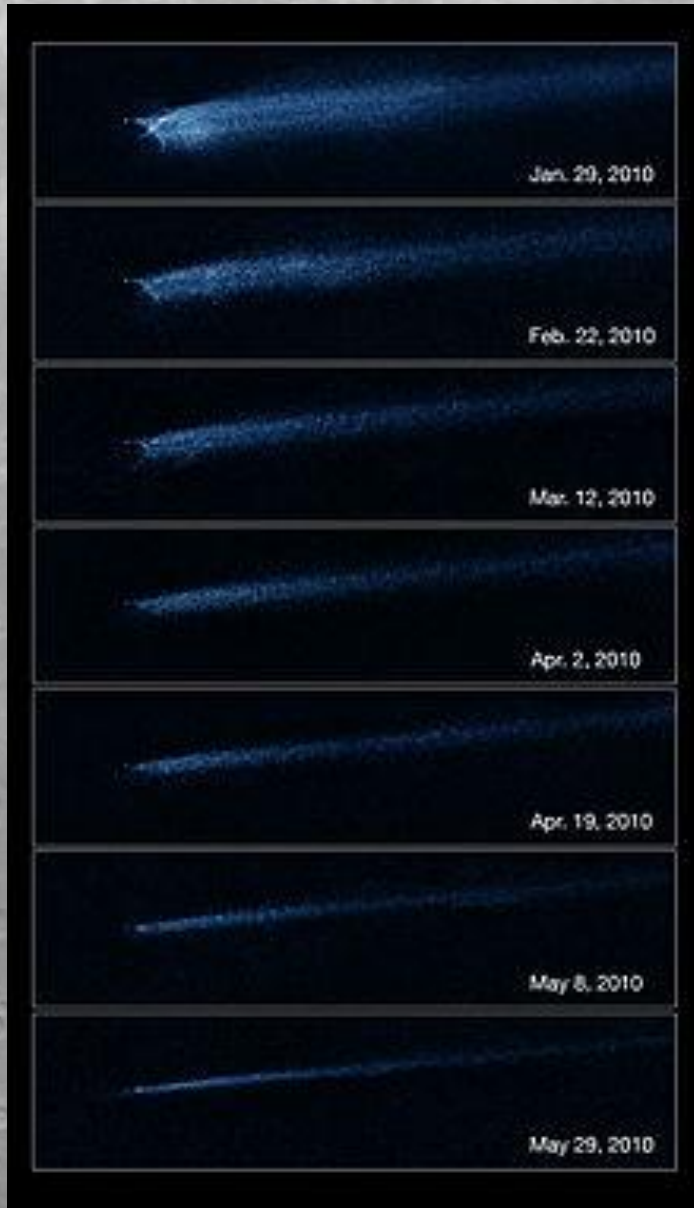 Jan. 29, 2010
Feb. 22, 2010
Mar. 12, 2010
Apr. 2, 2010
Apr. 19, 2010
May 8, 2010
May 29, 2010